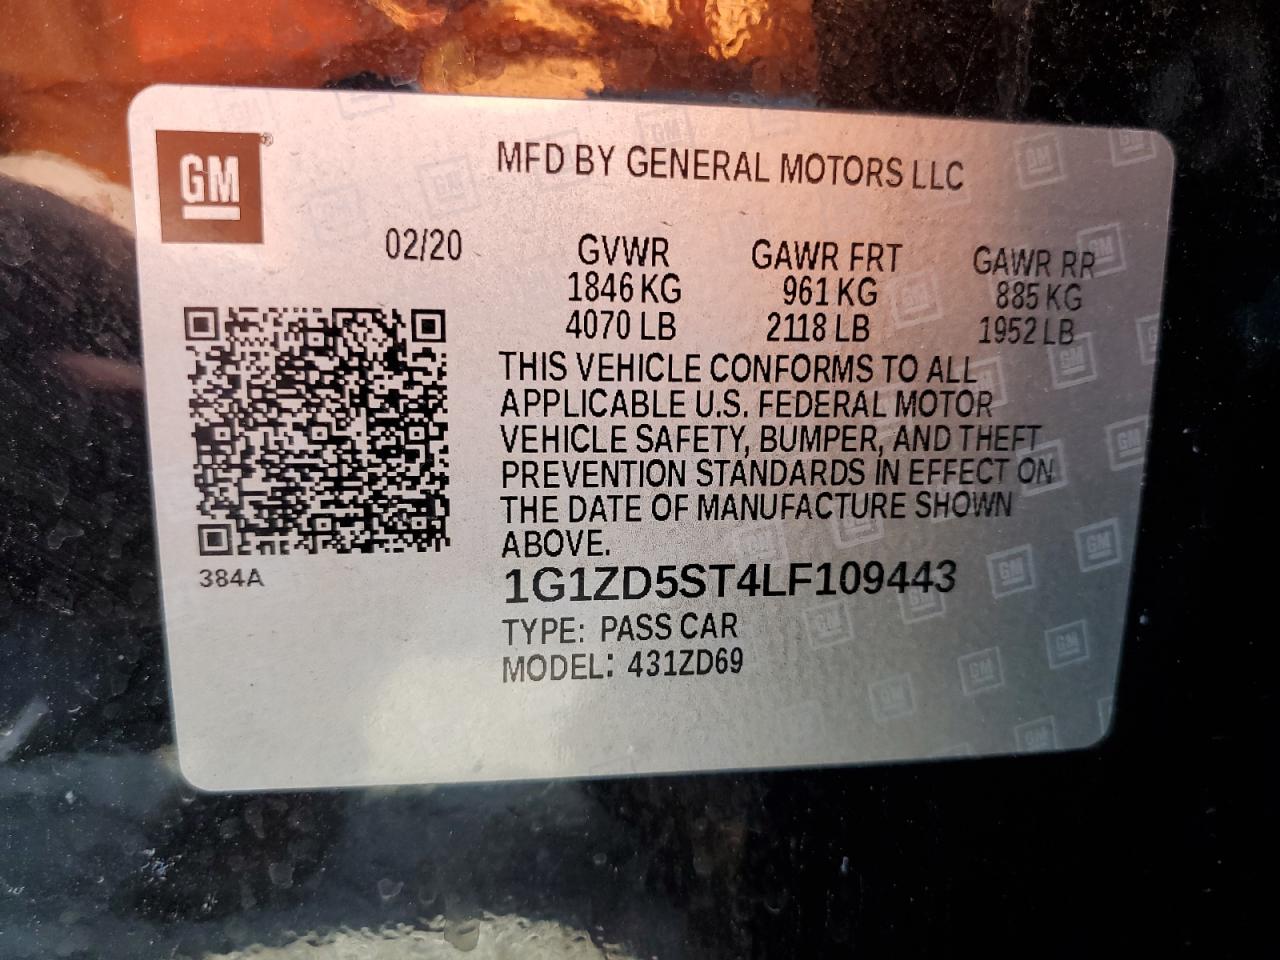 GM®
MFD BY GENERAL MOTORS LLC
02/20 GVWR GAWR FRT GAWR RR
1846 KG 961 KG 885 KG
4070 LB 2118 LB 1952 LB
THIS VEHICLE CONFORMS TO ALL
APPLICABLE U.S. FEDERAL MOTOR
VEHICLE SAFETY, BUMPER, AND THEFT
PREVENTION STANDARDS IN EFFECT ON
THE DATE OF MANUFACTURE SHOWN
ABOVE.
384A
1G1ZD5ST4LF109443
TYPE: PASS CAR
MODEL: 431ZD69